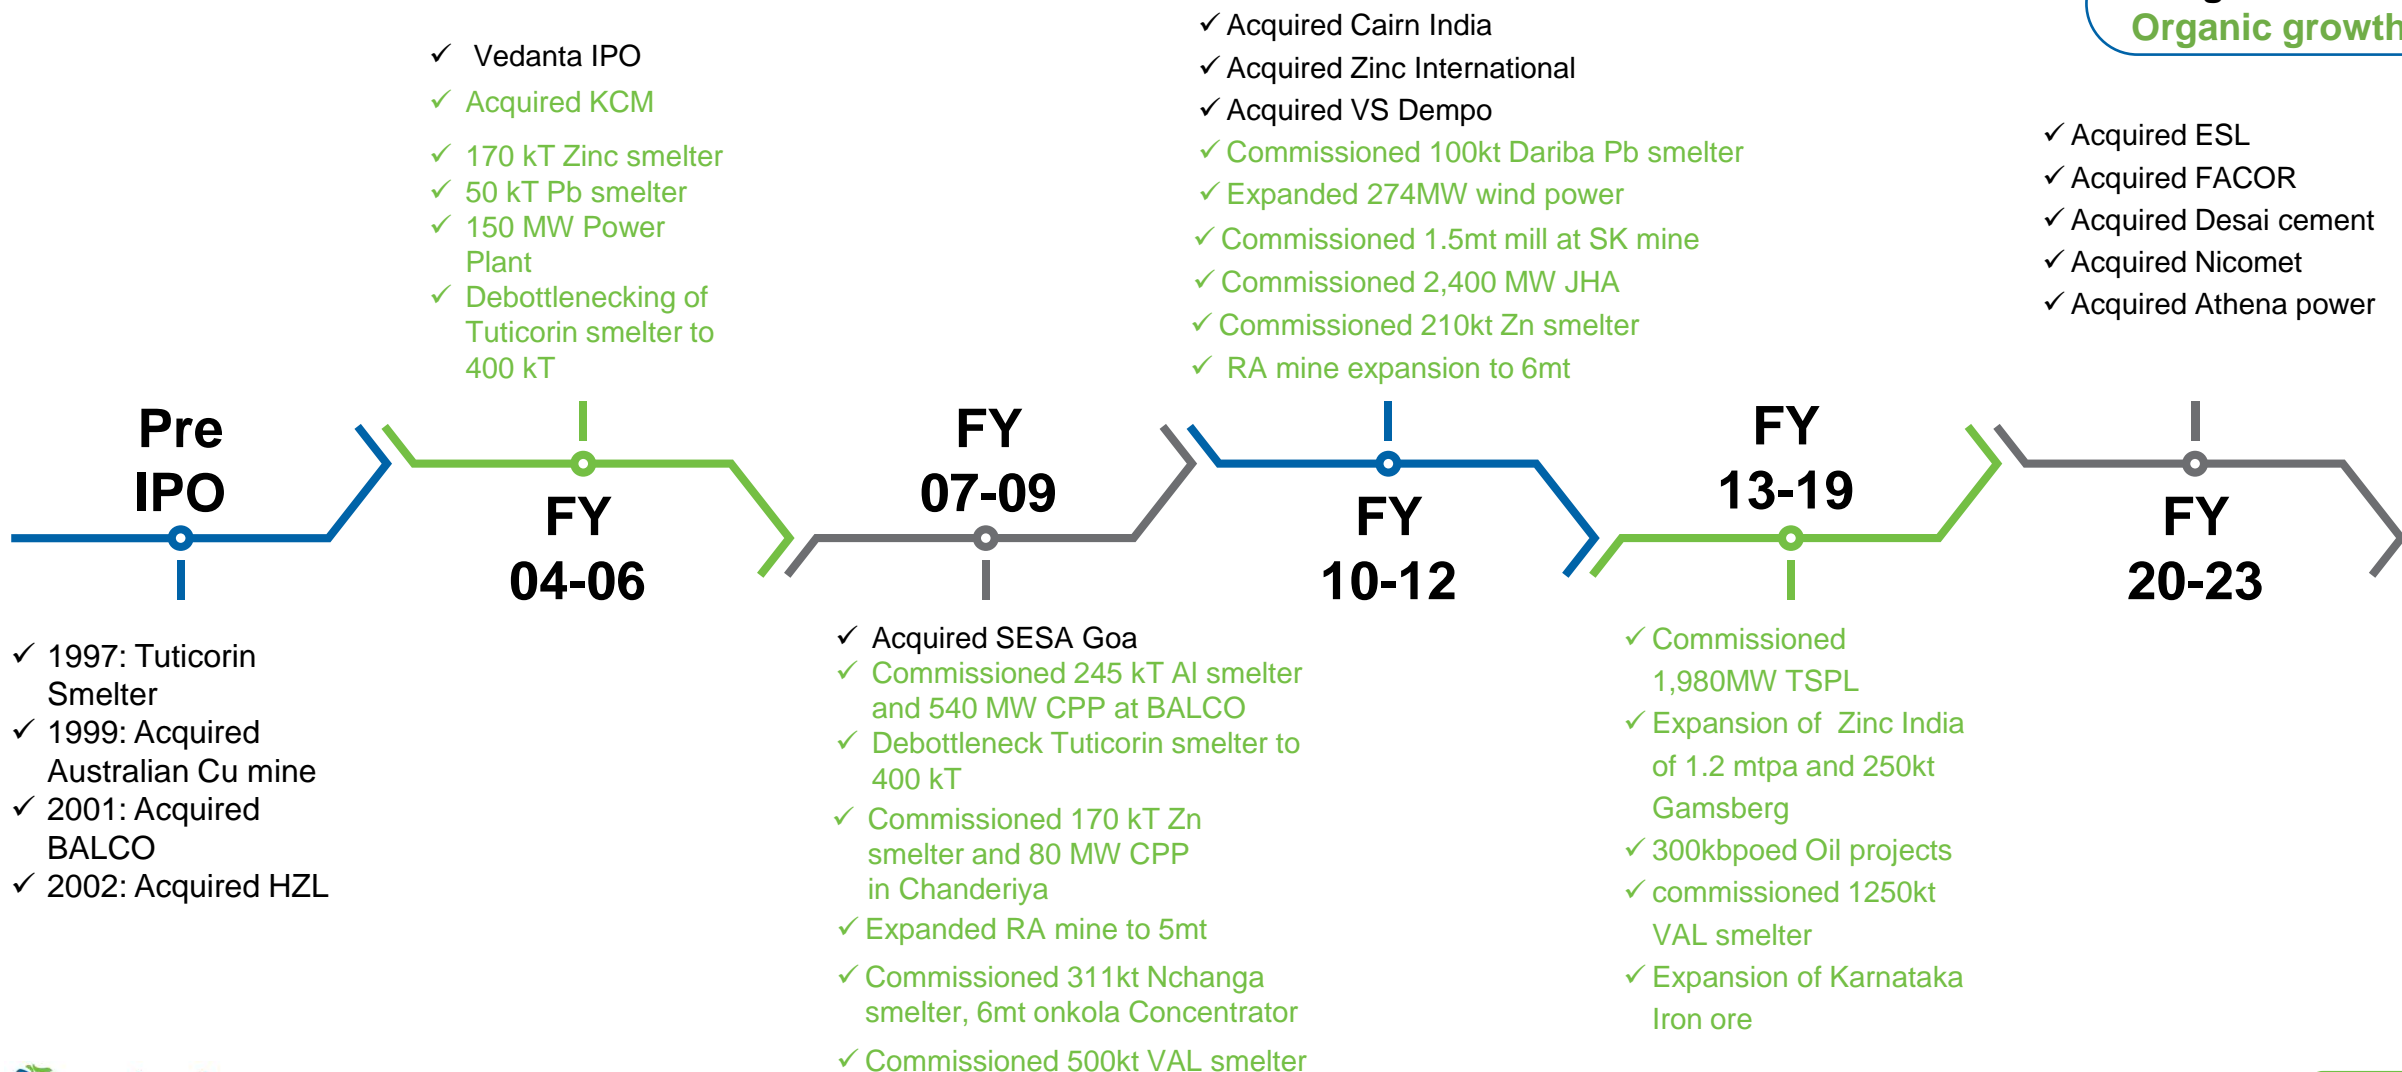 Organic growth
✓ Vedanta IPO
✓ Acquired KCM
✓ 170 kT Zinc smelter
✓ 50 kT Pb smelter
✓ 150 MW Power
Plant
✓ Debottlenecking of
Tuticorin smelter to
400 kT
✓ Acquired Cairn India
✓ Acquired Zinc International
✓ Acquired VS Dempo
✓ Commissioned 100kt Dariba Pb smelter
✓ Expanded 274MW wind power
✓ Commissioned 1.5mt mill at SK mine
✓ Commissioned 2,400 MW JHA
✓ Commissioned 210kt Zn smelter
✓ RA mine expansion to 6mt
✓ Acquired ESL
✓ Acquired FACOR
✓ Acquired Desai cement
✓ Acquired Nicomet
✓ Acquired Athena power
Pre
IPO
FY
04-06
FY
07-09
FY
10-12
FY
13-19
FY
20-23
✓ 1997: Tuticorin
Smelter
✓ 1999: Acquired
Australian Cu mine
✓ 2001: Acquired
BALCO
✓ 2002: Acquired HZL
✓ Acquired SESA Goa
✓ Commissioned 245 kT Al smelter
and 540 MW CPP at BALCO
✓ Debottleneck Tuticorin smelter to
400 kT
✓ Commissioned 170 kT Zn
smelter and 80 MW CPP
in Chanderiya
✓ Expanded RA mine to 5mt
✓ Commissioned 311kt Nchanga
smelter, 6mt onkola Concentrator
✓ Commissioned 500kt VAL smelter
✓ Commissioned
1,980MW TSPL
✓ Expansion of Zinc India
of 1.2 mtpa and 250kt
Gamsberg
✓ 300kbpoed Oil projects
✓ commissioned 1250kt
VAL smelter
✓ Expansion of Karnataka
Iron ore